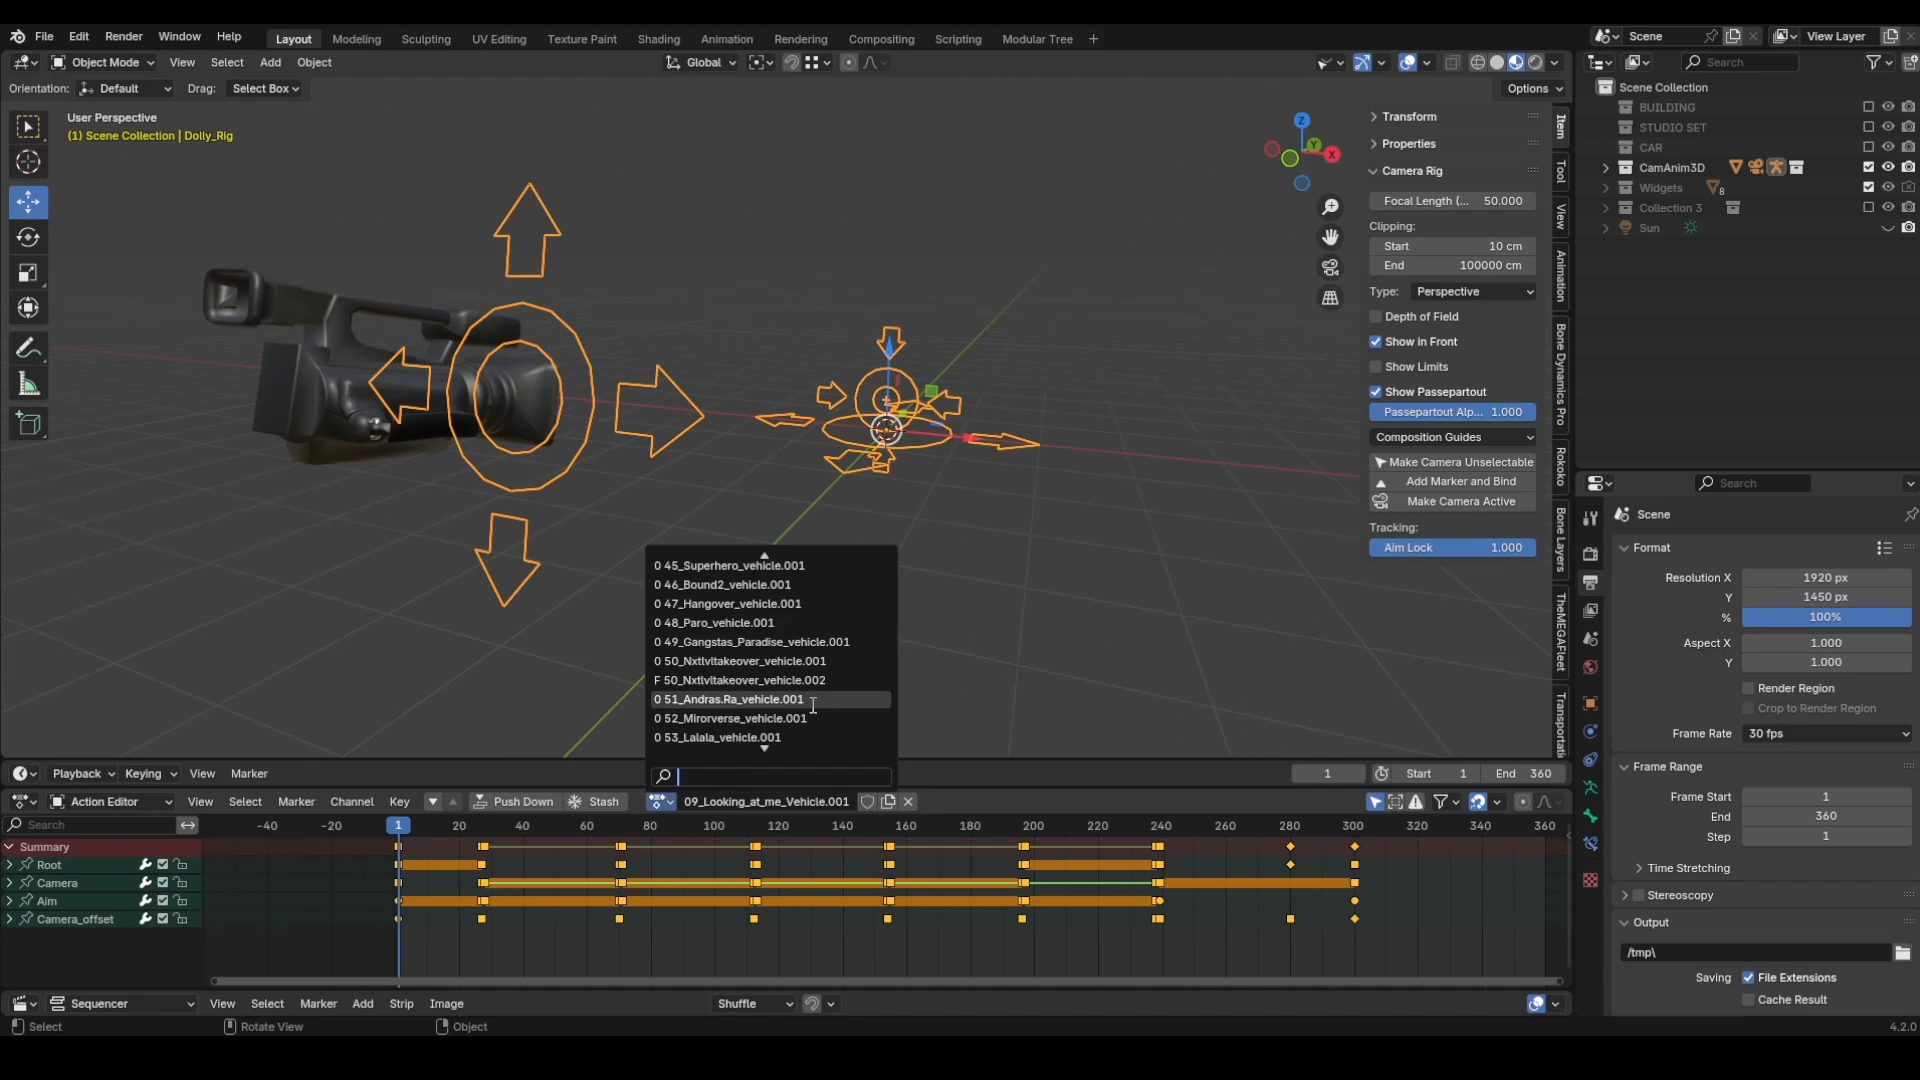 File Edit Render Window Help Layout Modeling Sculpting UV Editing Texture Paint Shading Animation Rendering Compositing Scripting Modular Tree + Scene View Layer
Object Mode View Select Add Object Global Search
Orientation: Default Drag: Select Box Options
User Perspective
(1) Scene Collection | Dolly_Rig
Z
Y
X
Transform
Properties
Camera Rig
Focal Length (... 50.000
Clipping:
Start 10 cm
End 100000 cm
Type: Perspective
Depth of Field
Show in Front
Show Limits
Show Passepartout
Passepartout Alp... 1.000
Composition Guides
Make Camera Unselectable
Add Marker and Bind
Make Camera Active
Tracking:
Aim Lock 1.000
Item
Tool
View
Animation
Bone Dynamics Pro
Rokoko
Bone Layers
TheMEGAFleet
Transportati
Scene Collection
BUILDING
STUDIO SET
CAR
CamAnim3D
Widgets 8
Collection 3
Sun
Search
Scene
Format
Resolution X 1920 px
Y 1450 px
% 100%
Aspect X 1.000
Y 1.000
Render Region
Crop to Render Region
Frame Rate 30 fps
Frame Range
Frame Start 1
End 360
Step 1
Time Stretching
Stereoscopy
Output
/tmp\
Saving File Extensions
Cache Result
0 45_Superhero_vehicle.001
0 46_Bound2_vehicle.001
0 47_Hangover_vehicle.001
0 48_Paro_vehicle.001
0 49_Gangstas_Paradise_vehicle.001
0 50_Nxtlvltakeover_vehicle.001
F 50_Nxtlvltakeover_vehicle.002
0 51_Andras.Ra_vehicle.001
0 52_Mirorverse_vehicle.001
0 53_Lalala_vehicle.001
Playback Keying View Marker 1 Start 1 End 360
Action Editor View Select Marker Channel Key Push Down Stash 09_Looking_at_me_Vehicle.001
Search -40 -20 1 20 40 60 80 100 120 140 160 180 200 220 240 260 280 300 320 340 360
Summary
Root
Camera
Aim
Camera_offset
Sequencer View Select Marker Add Strip Image Shuffle
Select Rotate View Object 4.2.0